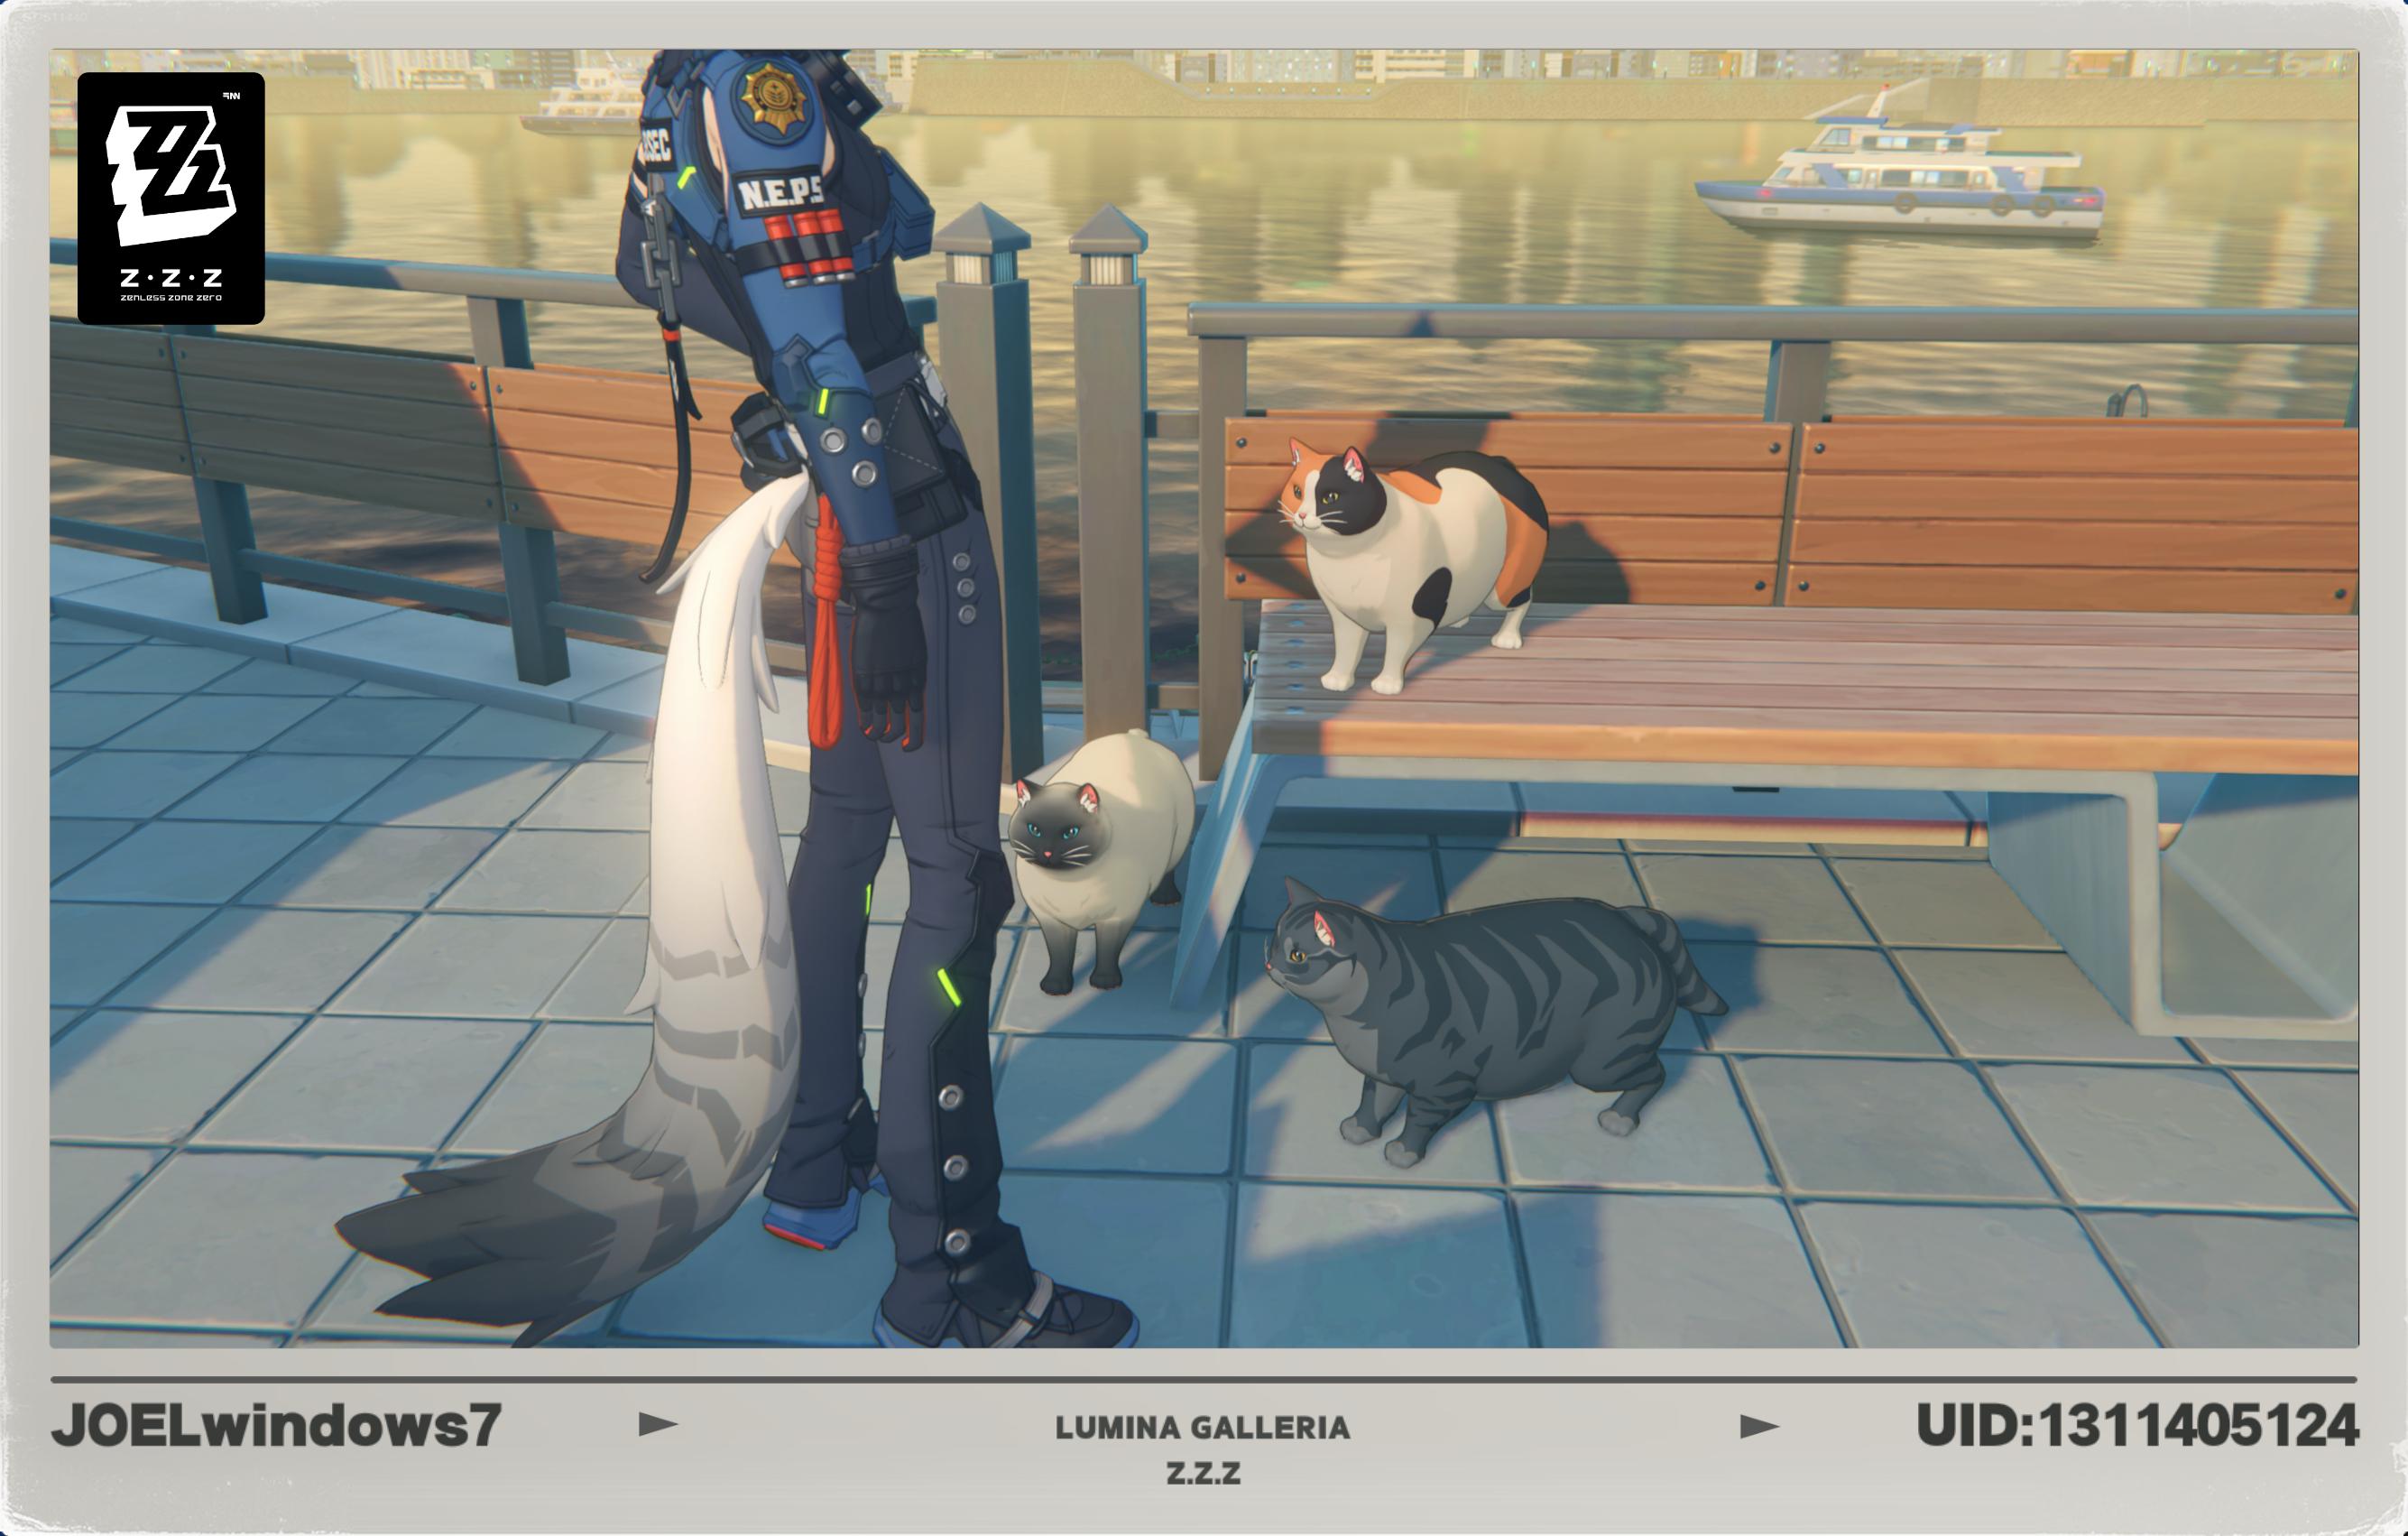 Z·Z·Z
ZENLESS ZONE ZERO
N.E.P.S
JOELwindows7
LUMINA GALLERIA
Z.Z.Z
UID:1311405124